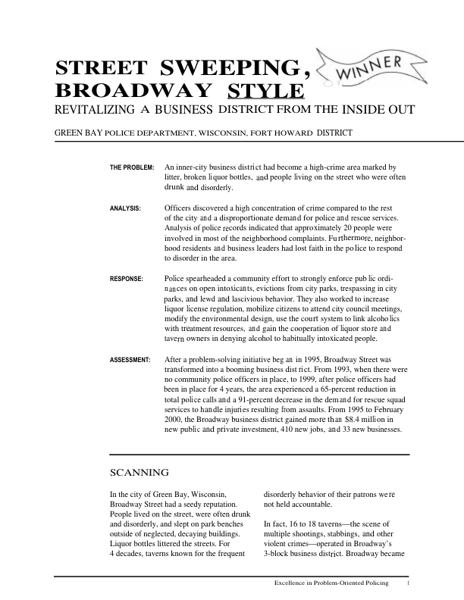 STREET SWEEPING,
BROADWAY STYLE
WINNER
REVITALIZING A BUSINESS DISTRICT FROM THE INSIDE OUT
GREEN BAY POLICE DEPARTMENT, WISCONSIN, FORT HOWARD DISTRICT
THE PROBLEM: An inner-city business district had become a high-crime area marked by
litter, broken liquor bottles, and people living on the street who were often
drunk and disorderly.
ANALYSIS: Officers discovered a high concentration of crime compared to the rest
of the city and a disproportionate demand for police and rescue services.
Analysis of police records indicated that approximately 20 people were
involved in most of the neighborhood complaints. Furthermore, neighbor-
hood residents and business leaders had lost faith in the police to respond
to disorder in the area.
RESPONSE: Police spearheaded a community effort to strongly enforce public ordi-
nances on open intoxicants, evictions from city parks, trespassing in city
parks, and lewd and lascivious behavior. They also worked to increase
liquor license regulation, mobilize citizens to attend city council meetings,
modify the environmental design, use the court system to link alcoholics
with treatment resources, and gain the cooperation of liquor store and
tavern owners in denying alcohol to habitually intoxicated people.
ASSESSMENT: After a problem-solving initiative began in 1995, Broadway Street was
transformed into a booming business district. From 1993, when there were
no community police officers in place, to 1999, after police officers had
been in place for 4 years, the area experienced a 65-percent reduction in
total police calls and a 91-percent decrease in the demand for rescue squad
services to handle injuries resulting from assaults. From 1995 to February
2000, the Broadway business district gained more than $8.4 million in
new public and private investment, 410 new jobs, and 33 new businesses.
SCANNING
In the city of Green Bay, Wisconsin,
Broadway Street had a seedy reputation.
People lived on the street, were often drunk
and disorderly, and slept on park benches
outside of neglected, decaying buildings.
Liquor bottles littered the streets. For
4 decades, taverns known for the frequent
disorderly behavior of their patrons were
not held accountable.
In fact, 16 to 18 taverns—the scene of
multiple shootings, stabbings, and other
violent crimes—operated in Broadway's
3-block business district. Broadway became
Excellence in Problem-Oriented Policing 1